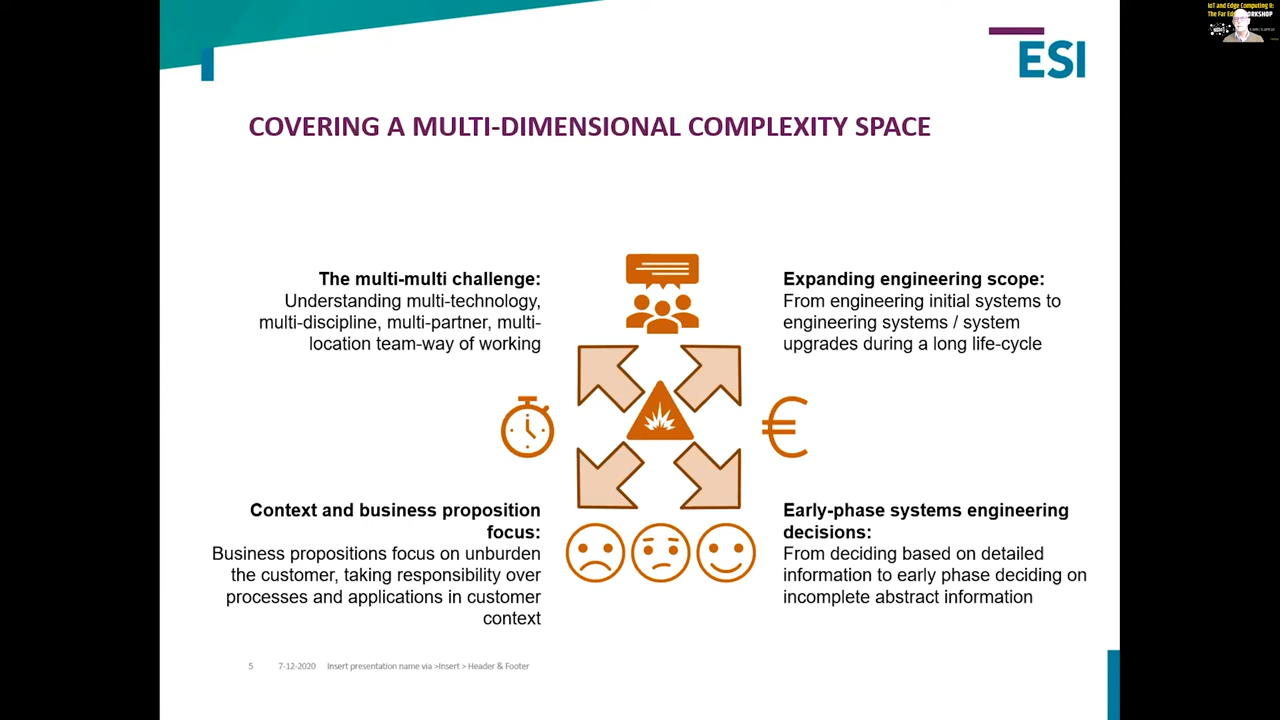 IoT and Edge Computing II:
The Far Edge WORKSHOP
ESI
COVERING A MULTI-DIMENSIONAL COMPLEXITY SPACE
The multi-multi challenge:
Understanding multi-technology,
multi-discipline, multi-partner, multi-
location team-way of working
Expanding engineering scope:
From engineering initial systems to
engineering systems / system
upgrades during a long life-cycle
€
Context and business proposition
focus:
Business propositions focus on unburden
the customer, taking responsibility over
processes and applications in customer
context
Early-phase systems engineering
decisions:
From deciding based on detailed
information to early phase deciding on
incomplete abstract information
5 7-12-2020 Insert presentation name via >Insert > Header & Footer